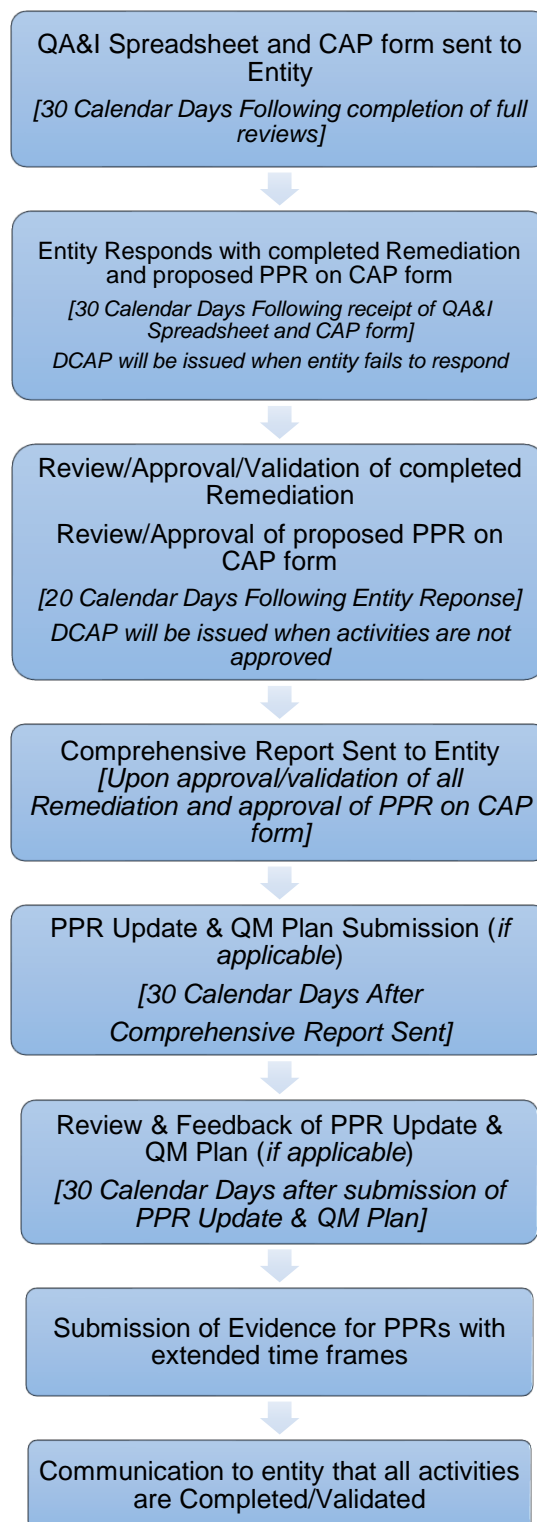 QA&I Spreadsheet and CAP form sent to
Entity
[30 Calendar Days Following completion of full
reviews]
Entity Responds with completed Remediation
and proposed PPR on CAP form
[30 Calendar Days Following receipt of QA&I
Spreadsheet and CAP form]
DCAP will be issued when entity fails to respond
Review/Approval/Validation of completed
Remediation
Review/Approval of proposed PPR on
CAP form
[20 Calendar Days Following Entity Reponse]
DCAP will be issued when activities are not
approved
Comprehensive Report Sent to Entity
[Upon approval/validation of all
Remediation and approval of PPR on CAP
form]
PPR Update & QM Plan Submission (if
applicable)
[30 Calendar Days After
Comprehensive Report Sent]
Review & Feedback of PPR Update &
QM Plan (if applicable)
[30 Calendar Days after submission of
PPR Update & QM Plan]
Submission of Evidence for PPRs with
extended time frames
Communication to entity that all activities
are Completed/Validated